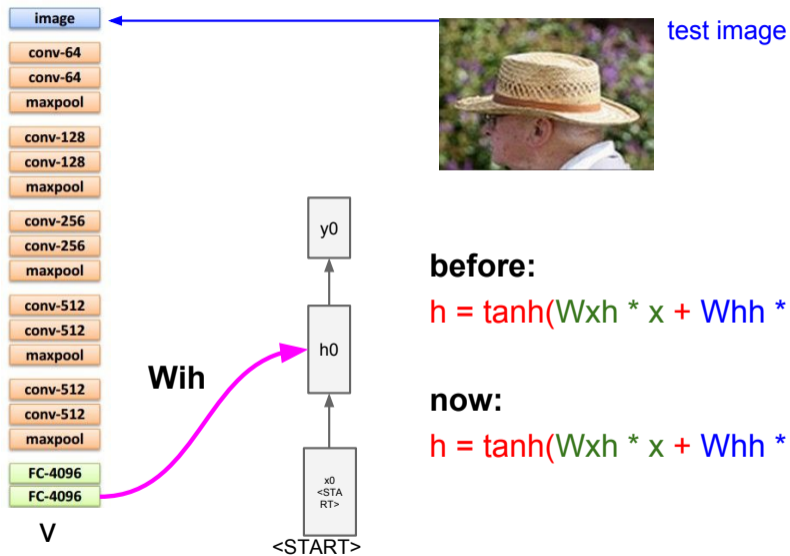 image
conv-64
conv-64
maxpool
conv-128
conv-128
maxpool
conv-256
conv-256
maxpool
conv-512
conv-512
maxpool
conv-512
conv-512
maxpool
FC-4096
FC-4096
v
Wih
y0
h0
x0
<STA
RT>
<START>
test image
before:
h = tanh(Wxh * x + Whh *
now:
h = tanh(Wxh * x + Whh *